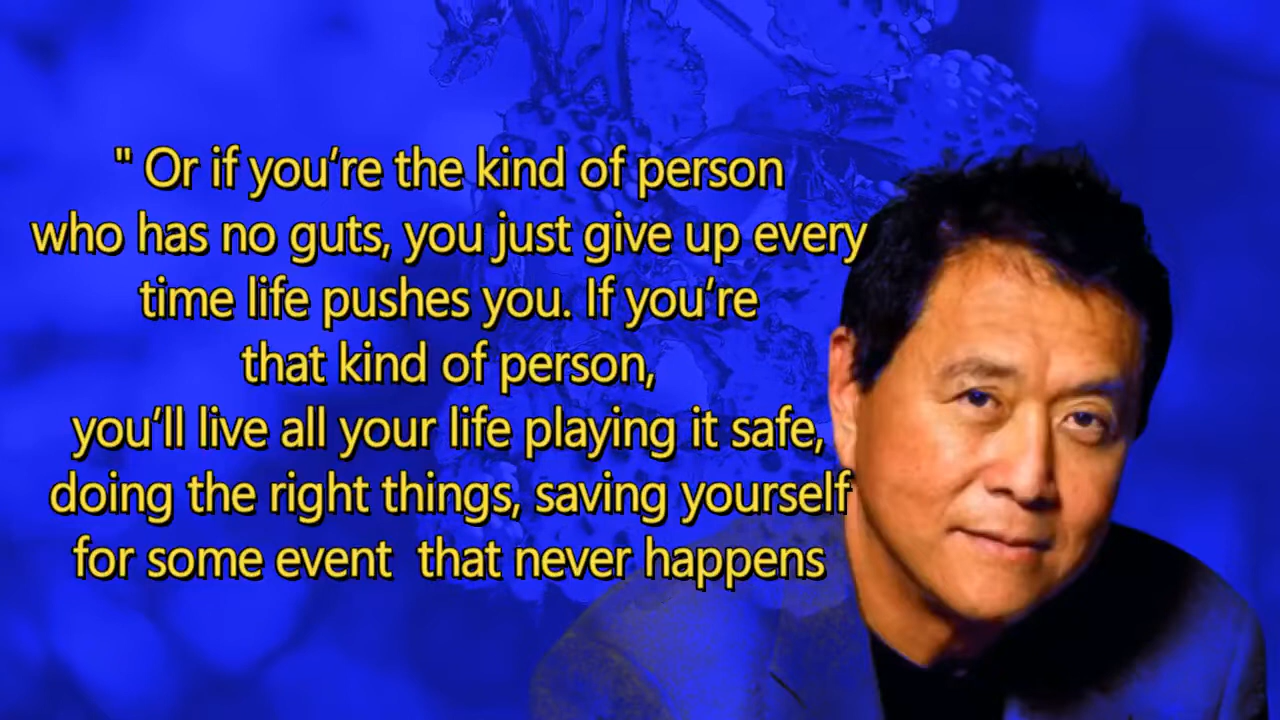 " Or if you’re the kind of person
who has no guts, you just give up every
time life pushes you. If you’re
that kind of person,
you’ll live all your life playing it safe,
doing the right things, saving yourself
for some event  that never happens